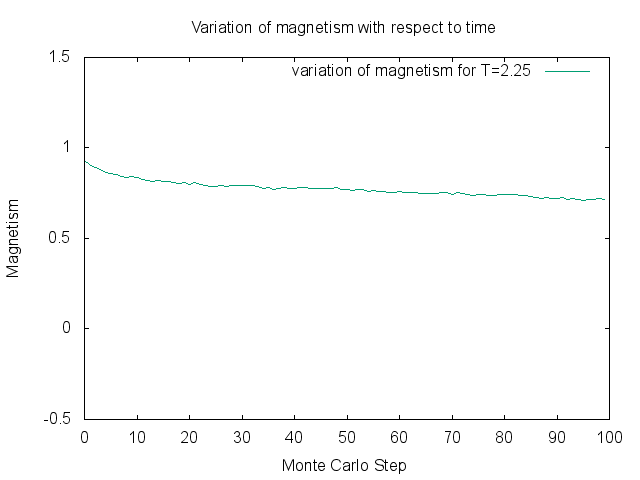 Variation of magnetism with respect to time
variation of magnetism for T=2.25
1.5
1
0.5
0
-0.5
Magnetism
0 10 20 30 40 50 60 70 80 90 100
Monte Carlo Step